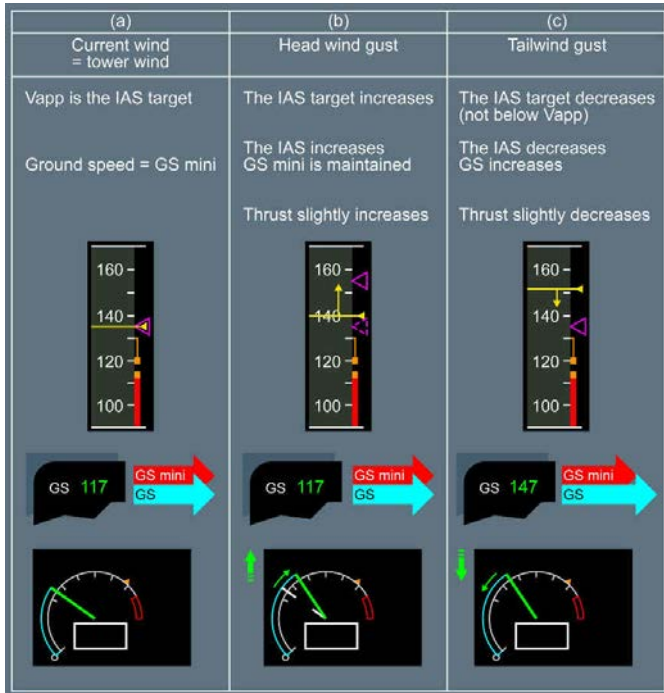 (a)
Current wind
= tower wind
Vapp is the IAS target
Ground speed = GS mini
160
140
120
100
GS 117
GS mini
GS
(b)
Head wind gust
The IAS target increases
The IAS increases
GS mini is maintained
Thrust slightly increases
160
140
120
100
GS 117
GS mini
GS
(c)
Tailwind gust
The IAS target decreases
(not below Vapp)
The IAS decreases
GS increases
Thrust slightly decreases
160
140
120
100
GS 147
GS mini
GS